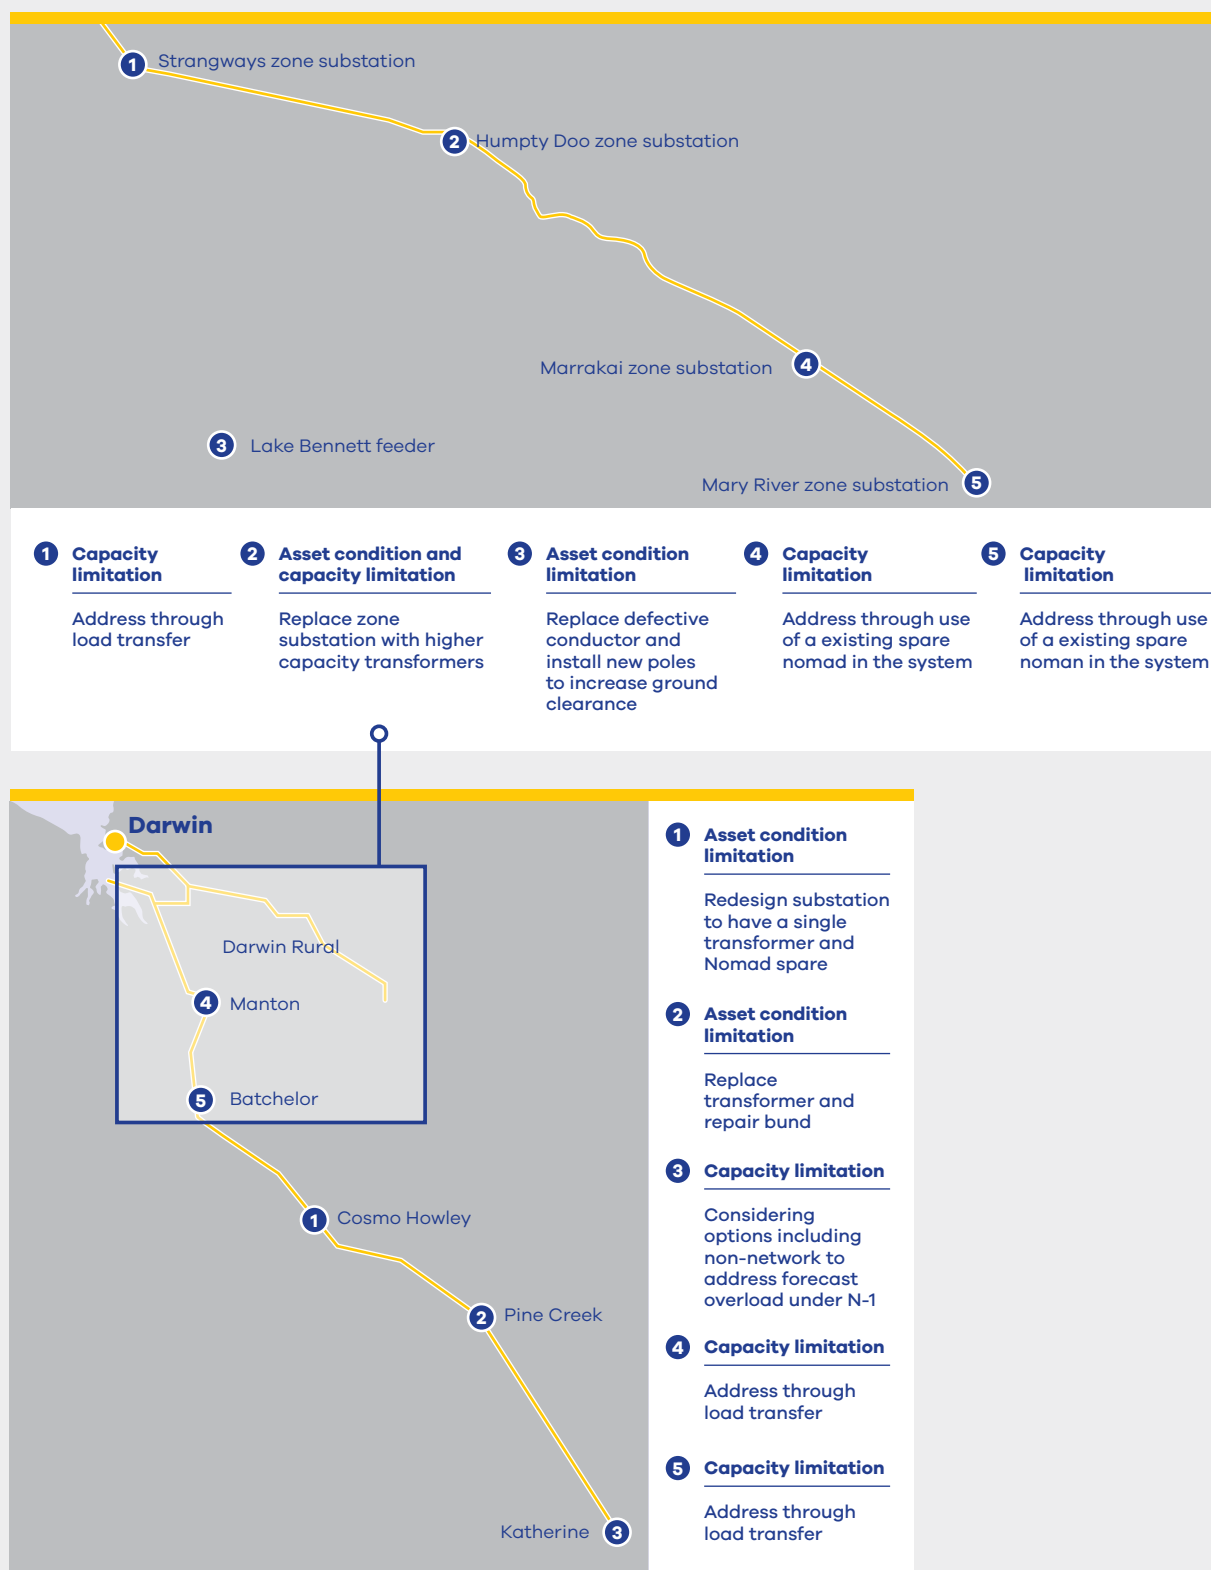 1 Strangways zone substation
2 Humpty Doo zone substation
Marrakai zone substation 4
3 Lake Bennett feeder
Mary River zone substation 5
1 Capacity
limitation
Address through
load transfer
2 Asset condition and
capacity limitation
Replace zone
substation with higher
capacity transformers
3 Asset condition
limitation
Replace defective
conductor and
install new poles
to increase ground
clearance
4 Capacity
limitation
Address through use
of a existing spare
nomad in the system
5 Capacity
limitation
Address through use
of a existing spare
noman in the system
Darwin
Darwin Rural
4 Manton
5 Batchelor
1 Cosmo Howley
2 Pine Creek
Katherine 3
1 Asset condition
limitation
Redesign substation
to have a single
transformer and
Nomad spare
2 Asset condition
limitation
Replace
transformer and
repair bund
3 Capacity limitation
Considering
options including
non-network to
address forecast
overload under N-1
4 Capacity limitation
Address through
load transfer
5 Capacity limitation
Address through
load transfer